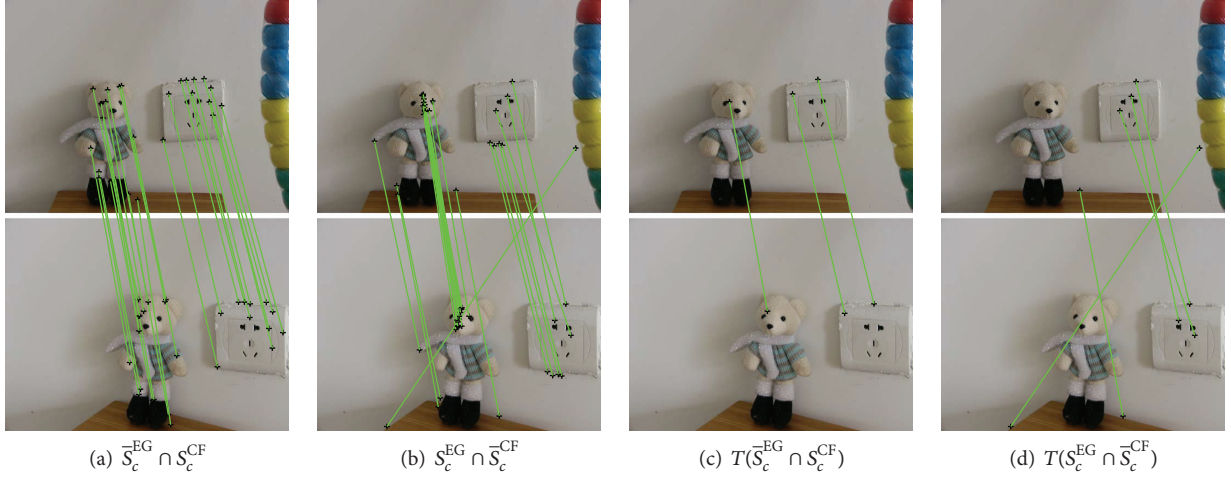 (a) S̅_c^EG ∩ S_c^CF
(b) S_c^EG ∩ S̅_c^CF
(c) T(S̅_c^EG ∩ S_c^CF)
(d) T(S_c^EG ∩ S̅_c^CF)